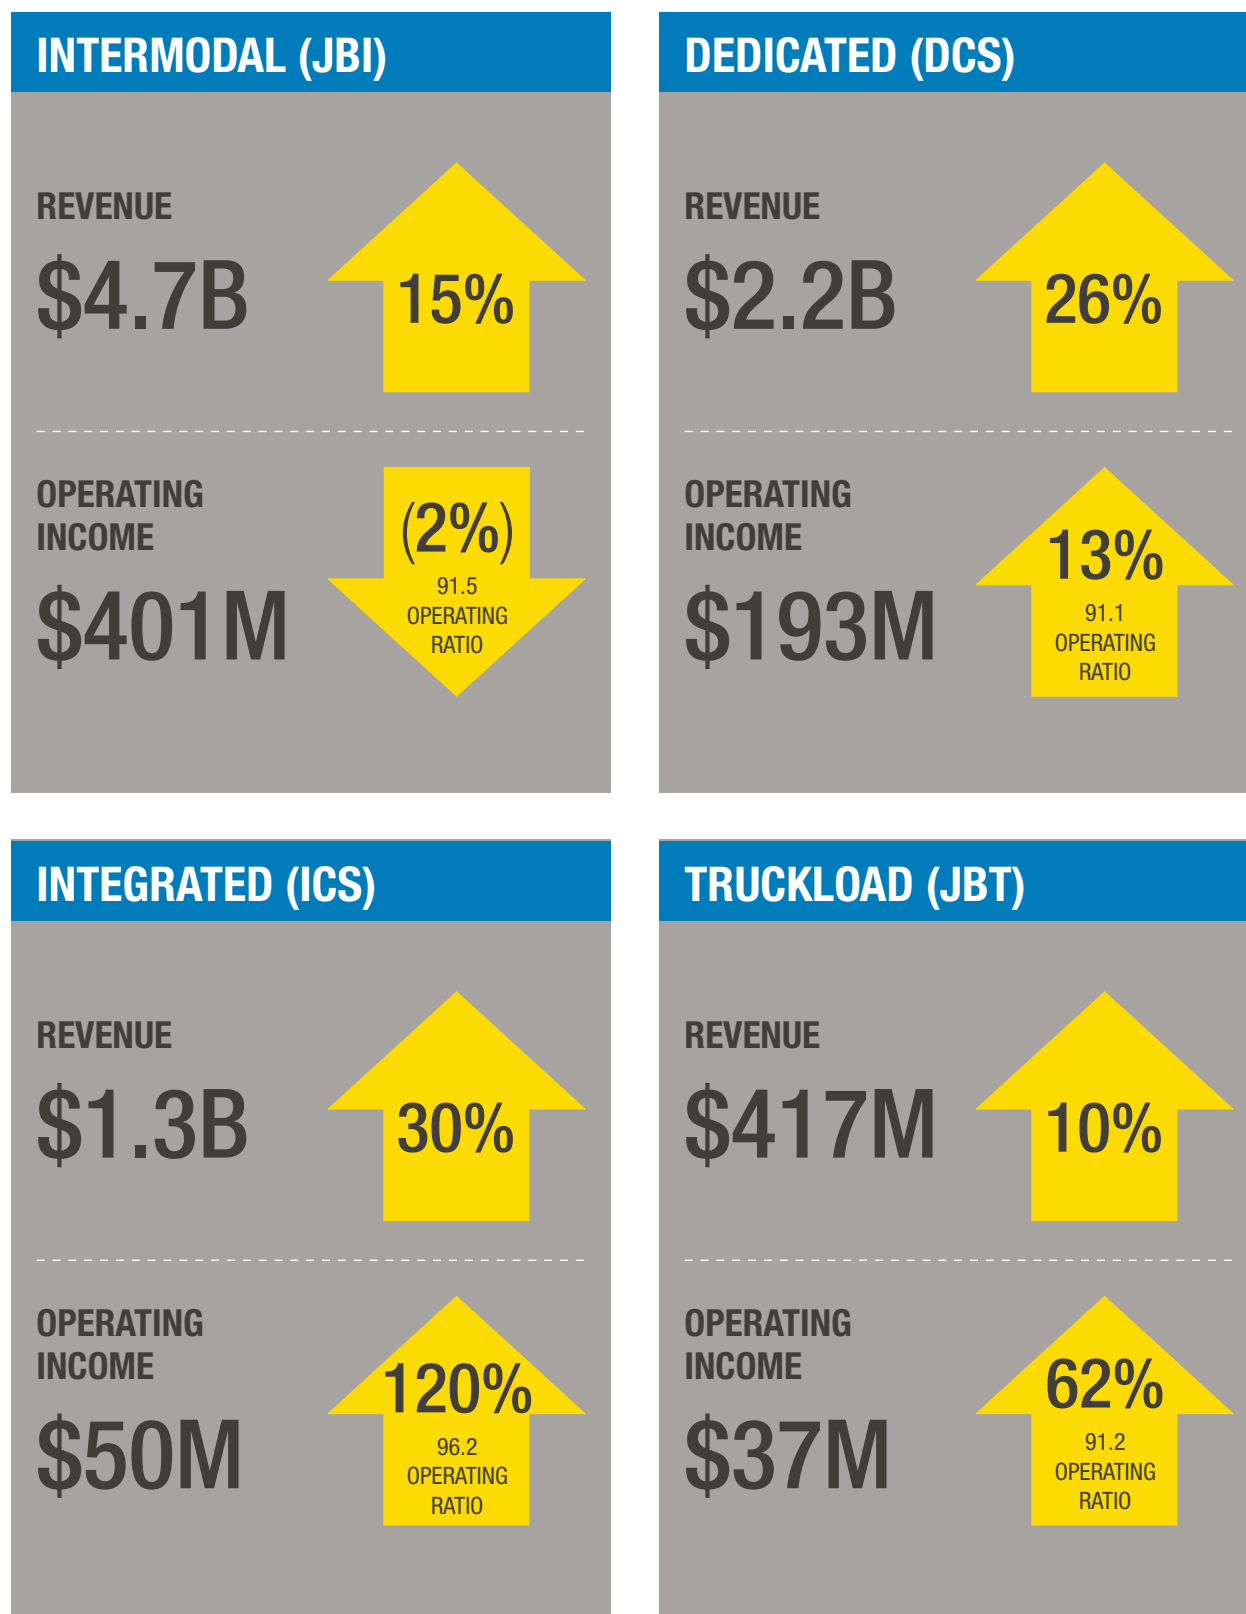 INTERMODAL (JBI)
REVENUE
$4.7B
15%
OPERATING
INCOME
$401M
(2%)
91.5
OPERATING
RATIO
DEDICATED (DCS)
REVENUE
$2.2B
26%
OPERATING
INCOME
$193M
13%
91.1
OPERATING
RATIO
INTEGRATED (ICS)
REVENUE
$1.3B
30%
OPERATING
INCOME
$50M
120%
96.2
OPERATING
RATIO
TRUCKLOAD (JBT)
REVENUE
$417M
10%
OPERATING
INCOME
$37M
62%
91.2
OPERATING
RATIO